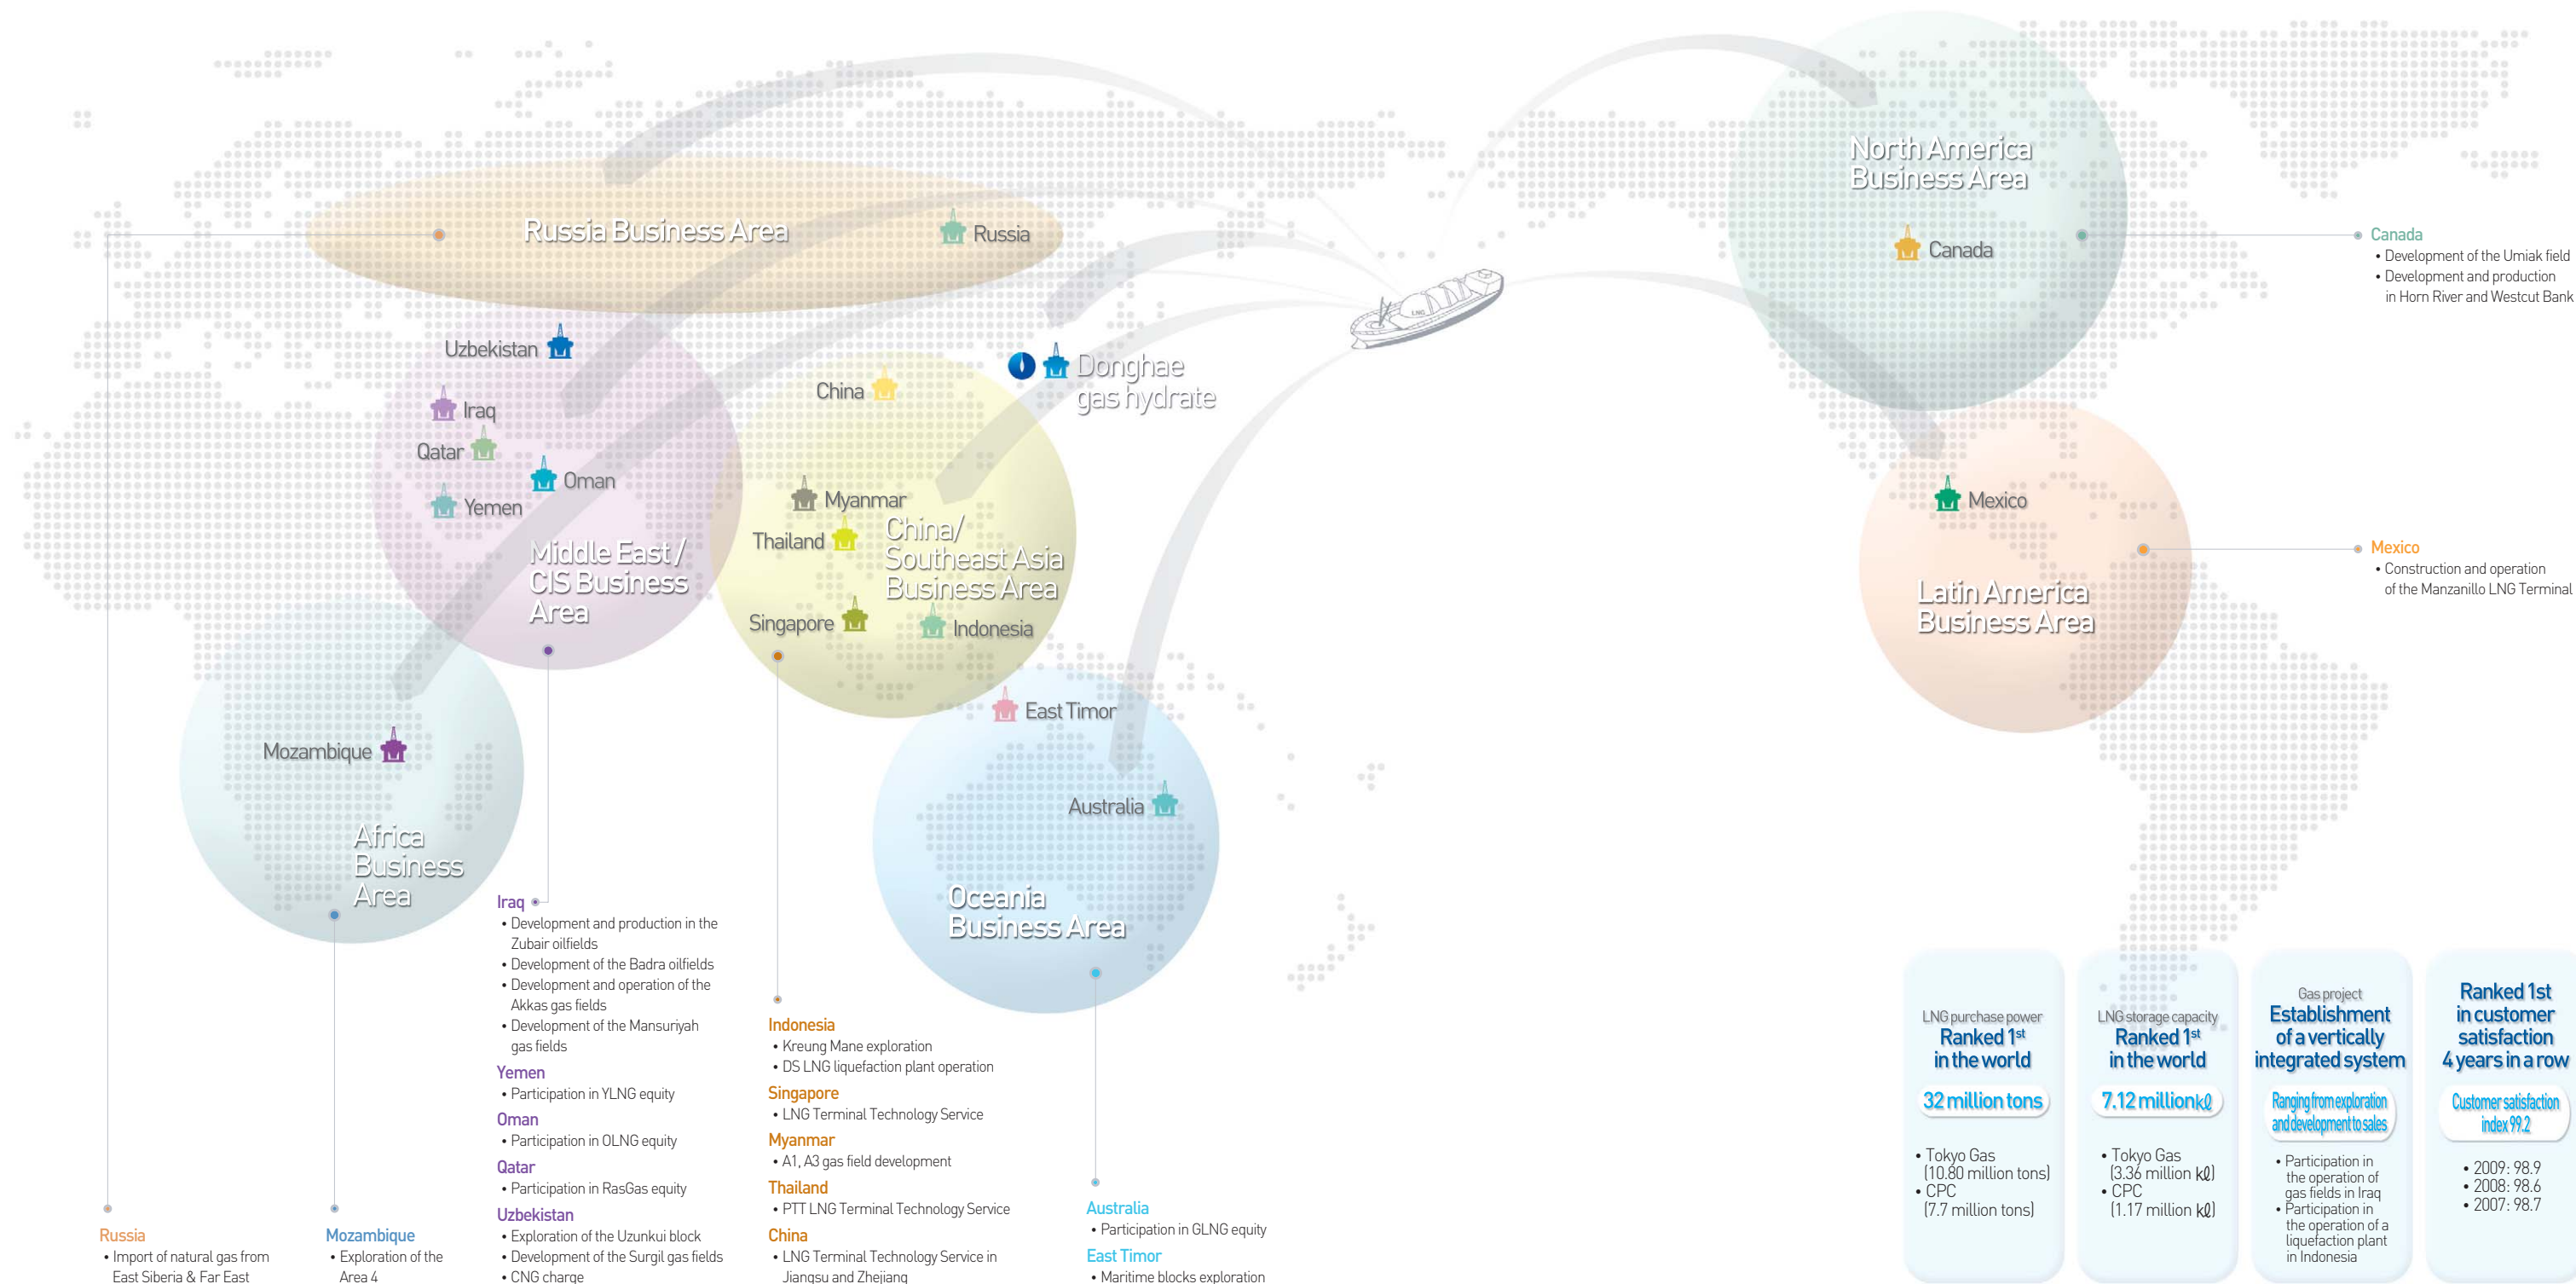 Russia Business Area
Russia
North America
Business Area
Canada
Canada
• Development of the Umiak field
• Development and production
in Horn River and Westcut Bank
LNG
Uzbekistan
Iraq
Qatar
Oman
Yemen
Middle East /
CIS Business
Area
China
Donghae
gas hydrate
Myanmar
Thailand
China/
Southeast Asia
Business Area
Singapore
Indonesia
Mexico
Latin America
Business Area
Mexico
• Construction and operation
of the Manzanillo LNG Terminal
Mozambique
Africa
Business
Area
East Timor
Australia
Oceania
Business Area
Russia
• Import of natural gas from
East Siberia & Far East
Mozambique
• Exploration of the
Area 4
Iraq
• Development and production in the
Zubair oilfields
• Development of the Badra oilfields
• Development and operation of the
Akkas gas fields
• Development of the Mansuriyah
gas fields
Yemen
• Participation in YLNG equity
Oman
• Participation in OLNG equity
Qatar
• Participation in RasGas equity
Uzbekistan
• Exploration of the Uzunkui block
• Development of the Surgil gas fields
• CNG charge
Indonesia
• Kreung Mane exploration
• DS LNG liquefaction plant operation
Singapore
• LNG Terminal Technology Service
Myanmar
• A1, A3 gas field development
Thailand
• PTT LNG Terminal Technology Service
China
• LNG Terminal Technology Service in
Jiangsu and Zhejiang
Australia
• Participation in GLNG equity
East Timor
• Maritime blocks exploration
LNG purchase power
Ranked 1st
in the world
32 million tons
• Tokyo Gas
(10.80 million tons)
• CPC
(7.7 million tons)
LNG storage capacity
Ranked 1st
in the world
7.12 million kℓ
• Tokyo Gas
(3.36 million kℓ)
• CPC
(1.17 million kℓ)
Gas project
Establishment
of a vertically
integrated system
Ranging from exploration
and development to sales
• Participation in
the operation of
gas fields in Iraq
• Participation in
the operation of a
liquefaction plant
in Indonesia
Ranked 1st
in customer
satisfaction
4 years in a row
Customer satisfaction
index 99.2
• 2009: 98.9
• 2008: 98.6
• 2007: 98.7